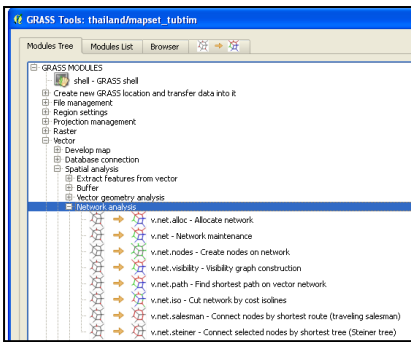 GRASS Tools: thailand/mapset_tubtim
Modules Tree Modules List Browser
GRASS MODULES
shell - GRASS shell
Create new GRASS location and transfer data into it
File management
Region settings
Projection management
Raster
Vector
Develop map
Database connection
Spatial analysis
Extract features from vector
Buffer
Vector geometry analysis
Network analysis
v.net.alloc - Allocate network
v.net - Network maintenance
v.net.nodes - Create nodes on network
v.net.visibility - Visibility graph construction
v.net.path - Find shortest path on vector network
v.net.iso - Cut network by cost isolines
v.net.salesman - Connect nodes by shortest route (traveling salesman)
v.net.steiner - Connect selected nodes by shortest tree (Steiner tree)